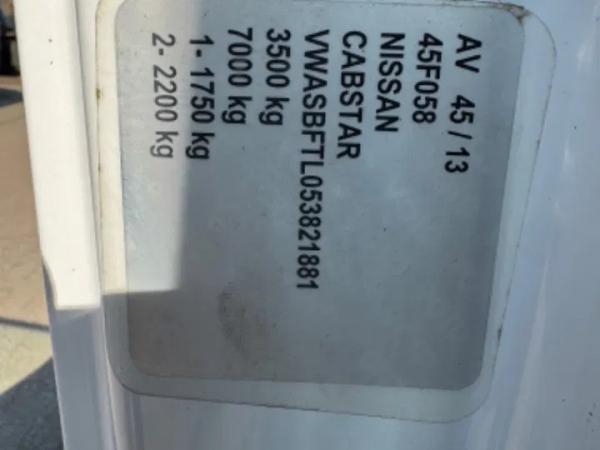 AV 45/13
45F058
NISSAN
CABSTAR
VWASBFTL053821881
3500 kg
7000 kg
1- 1750 kg
2- 2200 kg